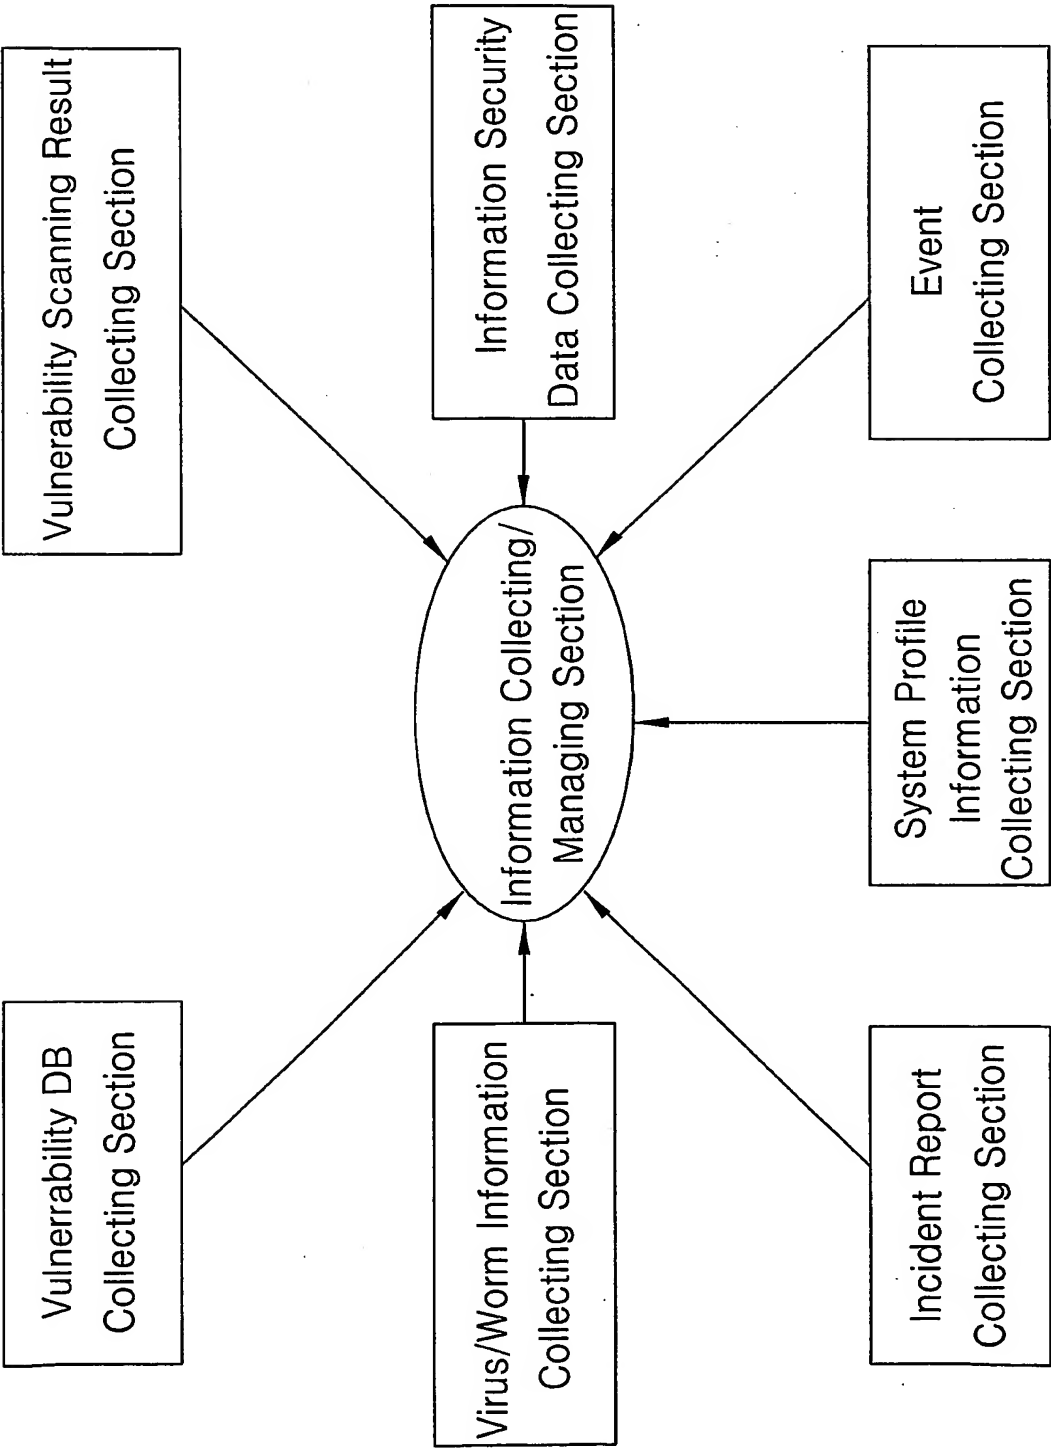 Vulnerrability DB
Collecting Section
Vulnerability Scanning Result
Collecting Section
Virus/Worm Information
Collecting Section
Information Collecting/
Managing Section
Information Security
Data Collecting Section
Incident Report
Collecting Section
System Profile
Information
Collecting Section
Event
Collecting Section